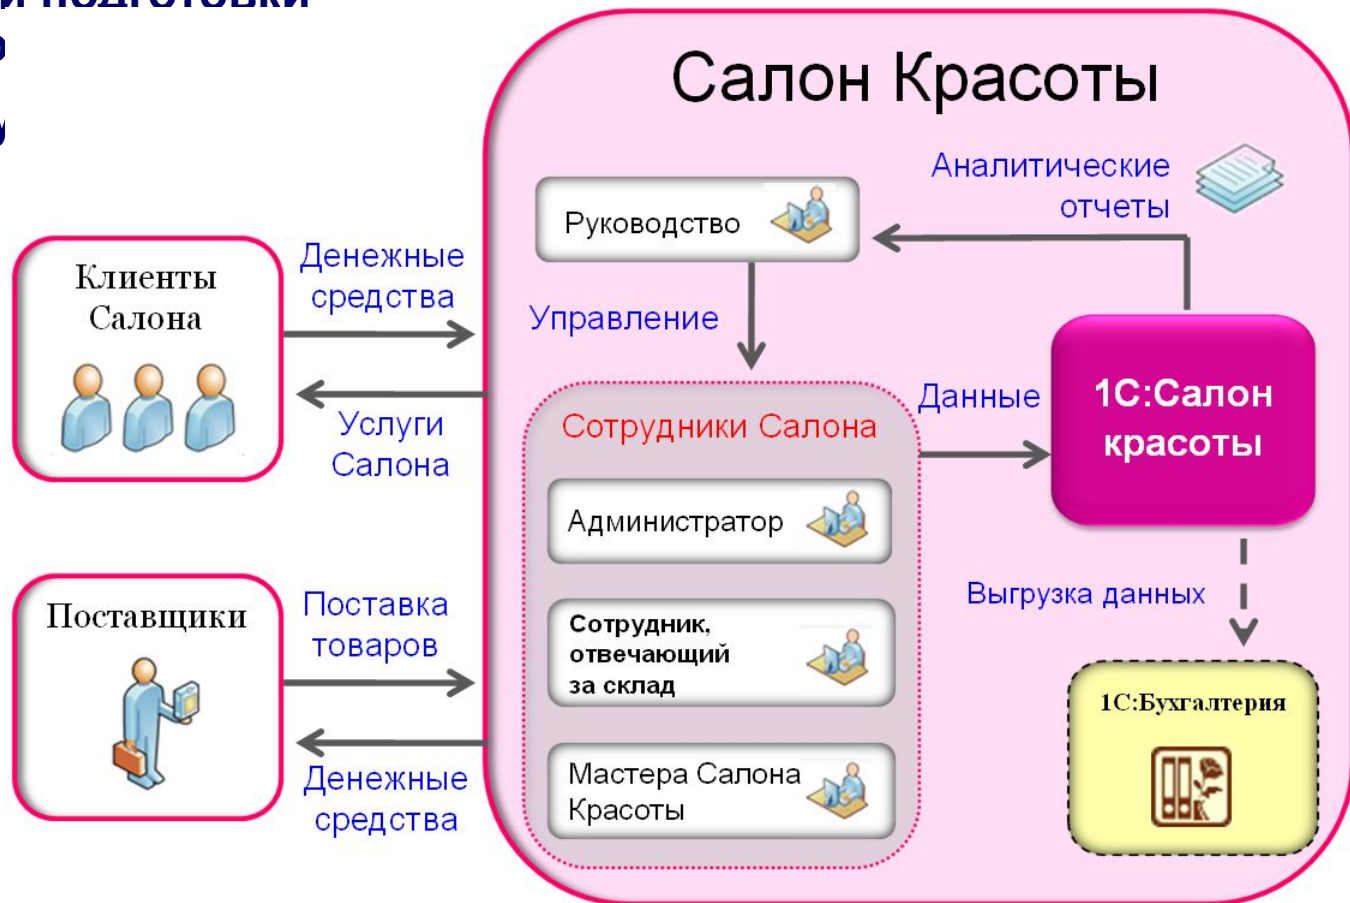 и подготовки
Салон Красоты
Аналитические
отчеты
Руководство
Денежные
средства
Клиенты
Салона
Управление
Услуги
Салона
Данные
1С:Салон
красоты
Сотрудники Салона
Администратор
Выгрузка данных
Поставщики
Поставка
товаров
Сотрудник,
отвечающий
за склад
1С:Бухгалтерия
Денежные
средства
Мастера Салона
Красоты